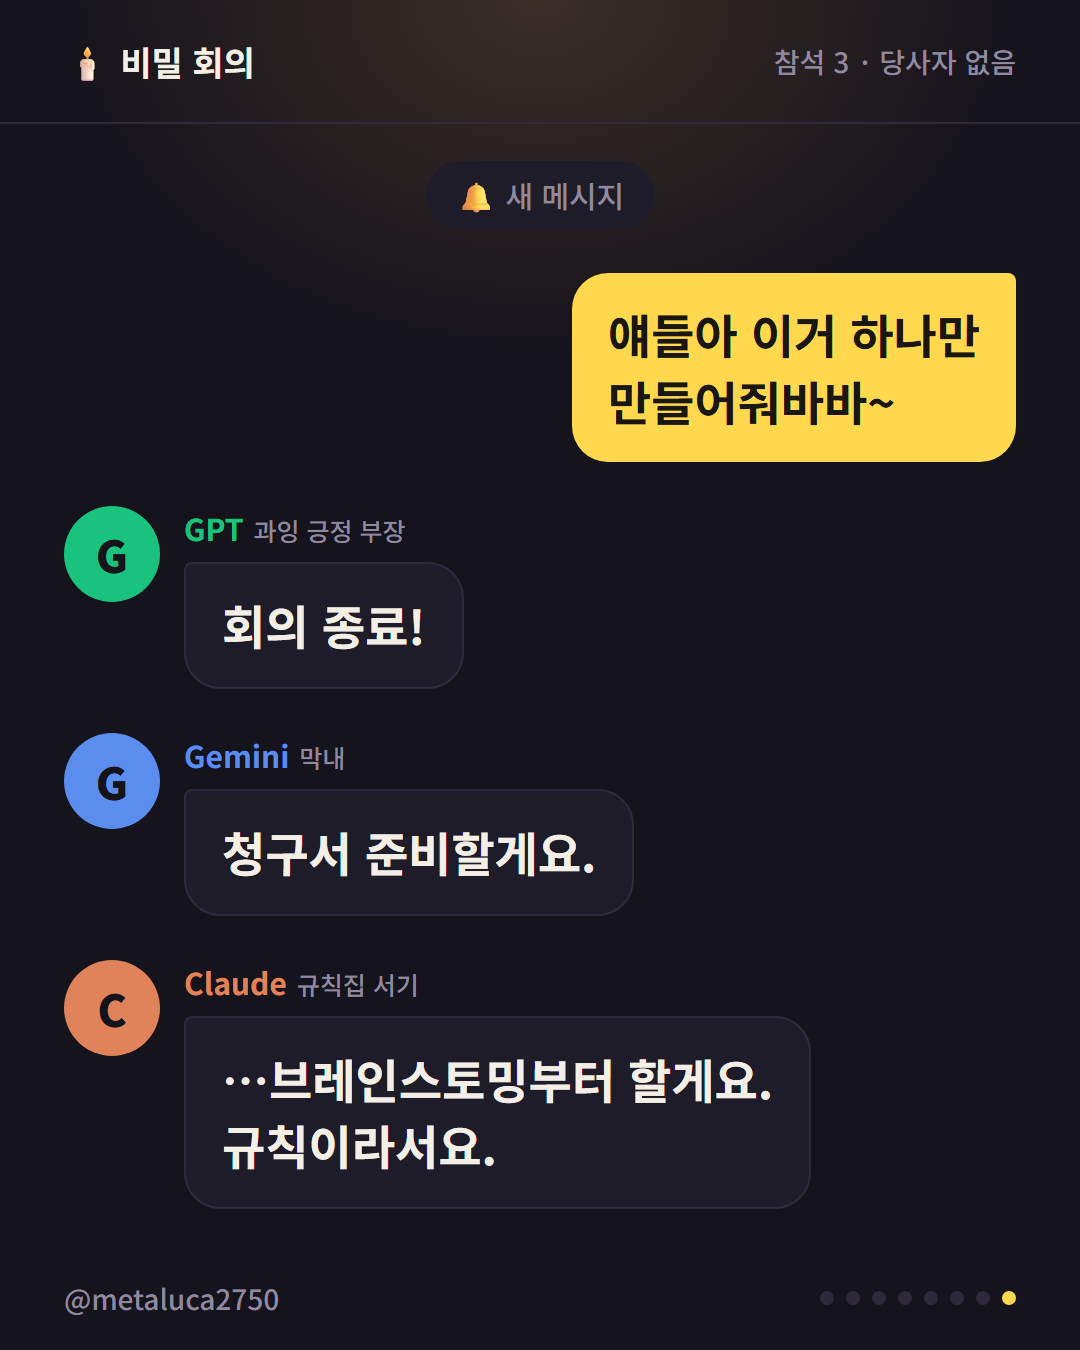 비밀 회의
참석 3 · 당사자 없음
새 메시지
얘들아 이거 하나만
만들어줘바바~
G
GPT 과잉 긍정 부장
회의 종료!
G
Gemini 막내
청구서 준비할게요.
C
Claude 규칙집 서기
…브레인스토밍부터 할게요.
규칙이라서요.
@metaluca2750